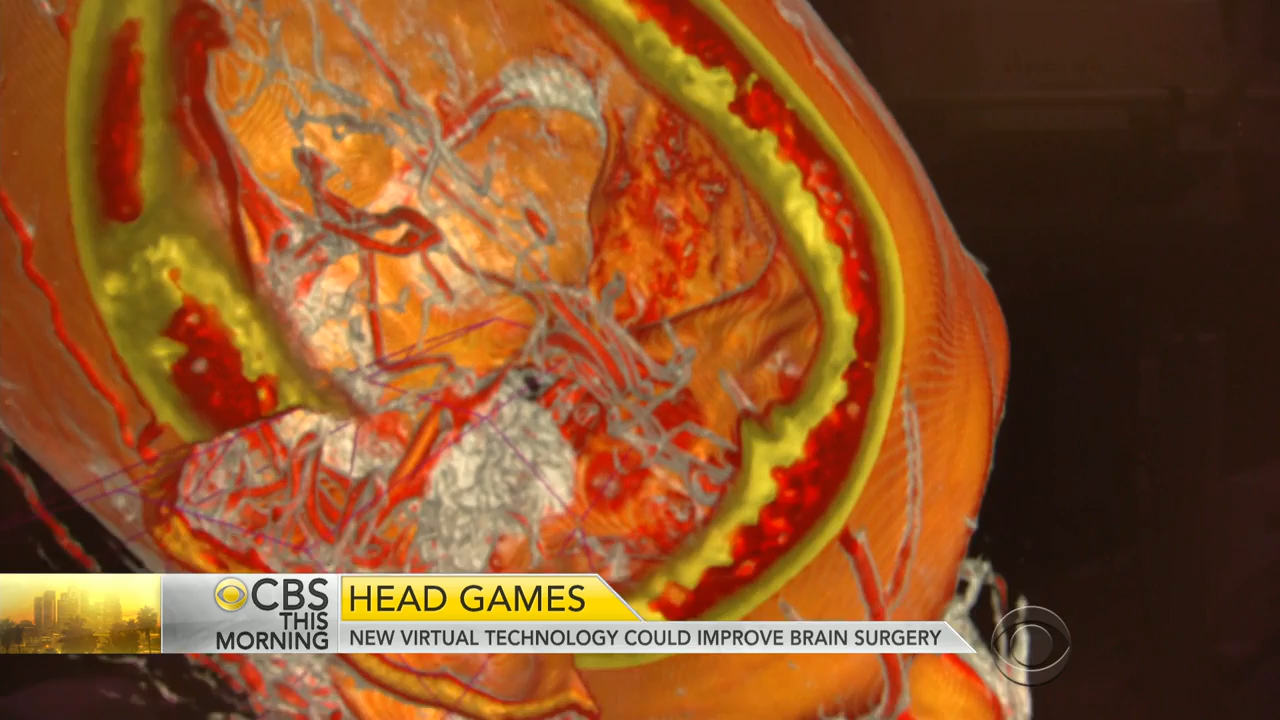 CBS
THIS
MORNING
HEAD GAMES
NEW VIRTUAL TECHNOLOGY COULD IMPROVE BRAIN SURGERY